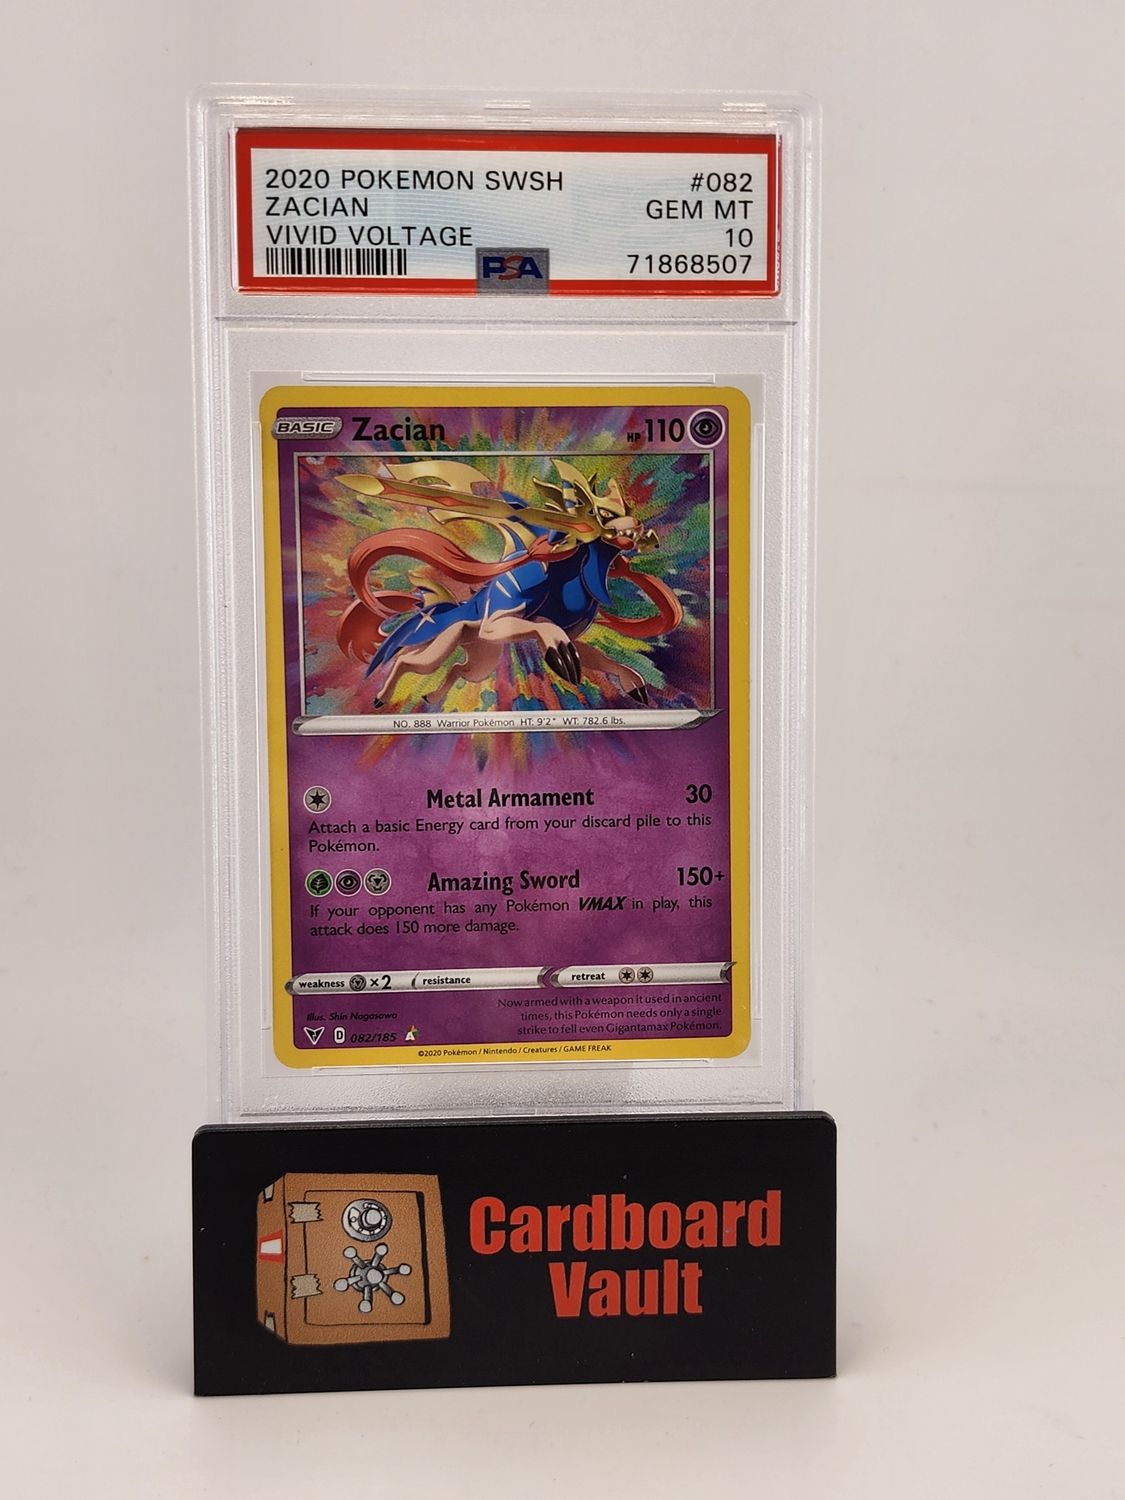 2020 POKEMON SWSH #082
ZACIAN GEM MT
VIVID VOLTAGE 10
PSA 71868507
BASIC Zacian HP 110
NO. 888 Warrior Pokémon HT: 9'2" WT: 782.6 lbs.
Metal Armament 30
Attach a basic Energy card from your discard pile to this
Pokémon.
Amazing Sword 150+
If your opponent has any Pokémon VMAX in play, this
attack does 150 more damage.
weakness ×2 resistance retreat
Now armed with a weapon it used in ancient
times, this Pokémon needs only a single
strike to fell even Gigantamax Pokémon.
Illus. Shin Nagasawa
D 082/185 A
©2020 Pokémon / Nintendo / Creatures / GAME FREAK
Cardboard
Vault